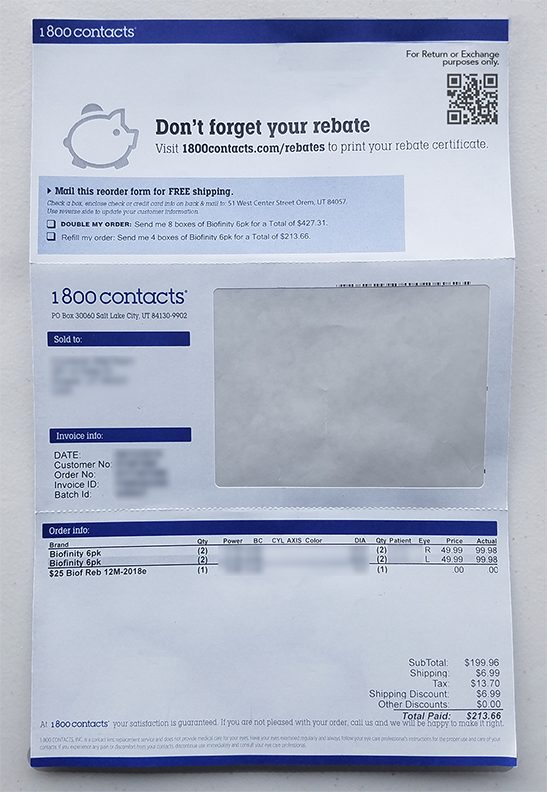 1 800 contacts
For Return or Exchange
purposes only.
Don't forget your rebate
Visit 1800contacts.com/rebates to print your rebate certificate.
Mail this reorder form for FREE shipping.
Check a box, enclose check or credit card info on back & mail to: 51 West Center Street Orem, UT 84057.
Use reverse side to update your customer information.
DOUBLE MY ORDER: Send me 8 boxes of Biofinity 6pk for a Total of $427.31.
Refill my order: Send me 4 boxes of Biofinity 6pk for a Total of $213.66.
1 800 contacts
PO Box 30060 Salt Lake City, UT 84130-9902
Sold to:
Invoice info:
DATE:
Customer No:
Order No:
Invoice ID:
Batch Id:
Order info:
Brand Qty Power BC CYL AXIS Color DIA Qty Patient Eye Price Actual
Biofinity 6pk (2) (2) R 49.99 99.98
Biofinity 6pk (2) (2) L 49.99 99.98
$25 Biof Reb 12M-2018e (1) (1) .00 .00
SubTotal: $199.96
Shipping: $6.99
Tax: $13.70
Shipping Discount: $6.99
Other Discounts: $0.00
Total Paid: $213.66
At 1 800 contacts your satisfaction is guaranteed. If you are not pleased with your order, call us and we will be happy to make it right.
1-800 CONTACTS, INC. is a contact lens replacement service and does not provide medical care for your eyes. Have your eyes examined regularly and always follow your eye care professional's instructions for the proper use and care of your
contacts. If you experience any pain or discomfort from your contacts, discontinue use immediately and consult your eye care professional.